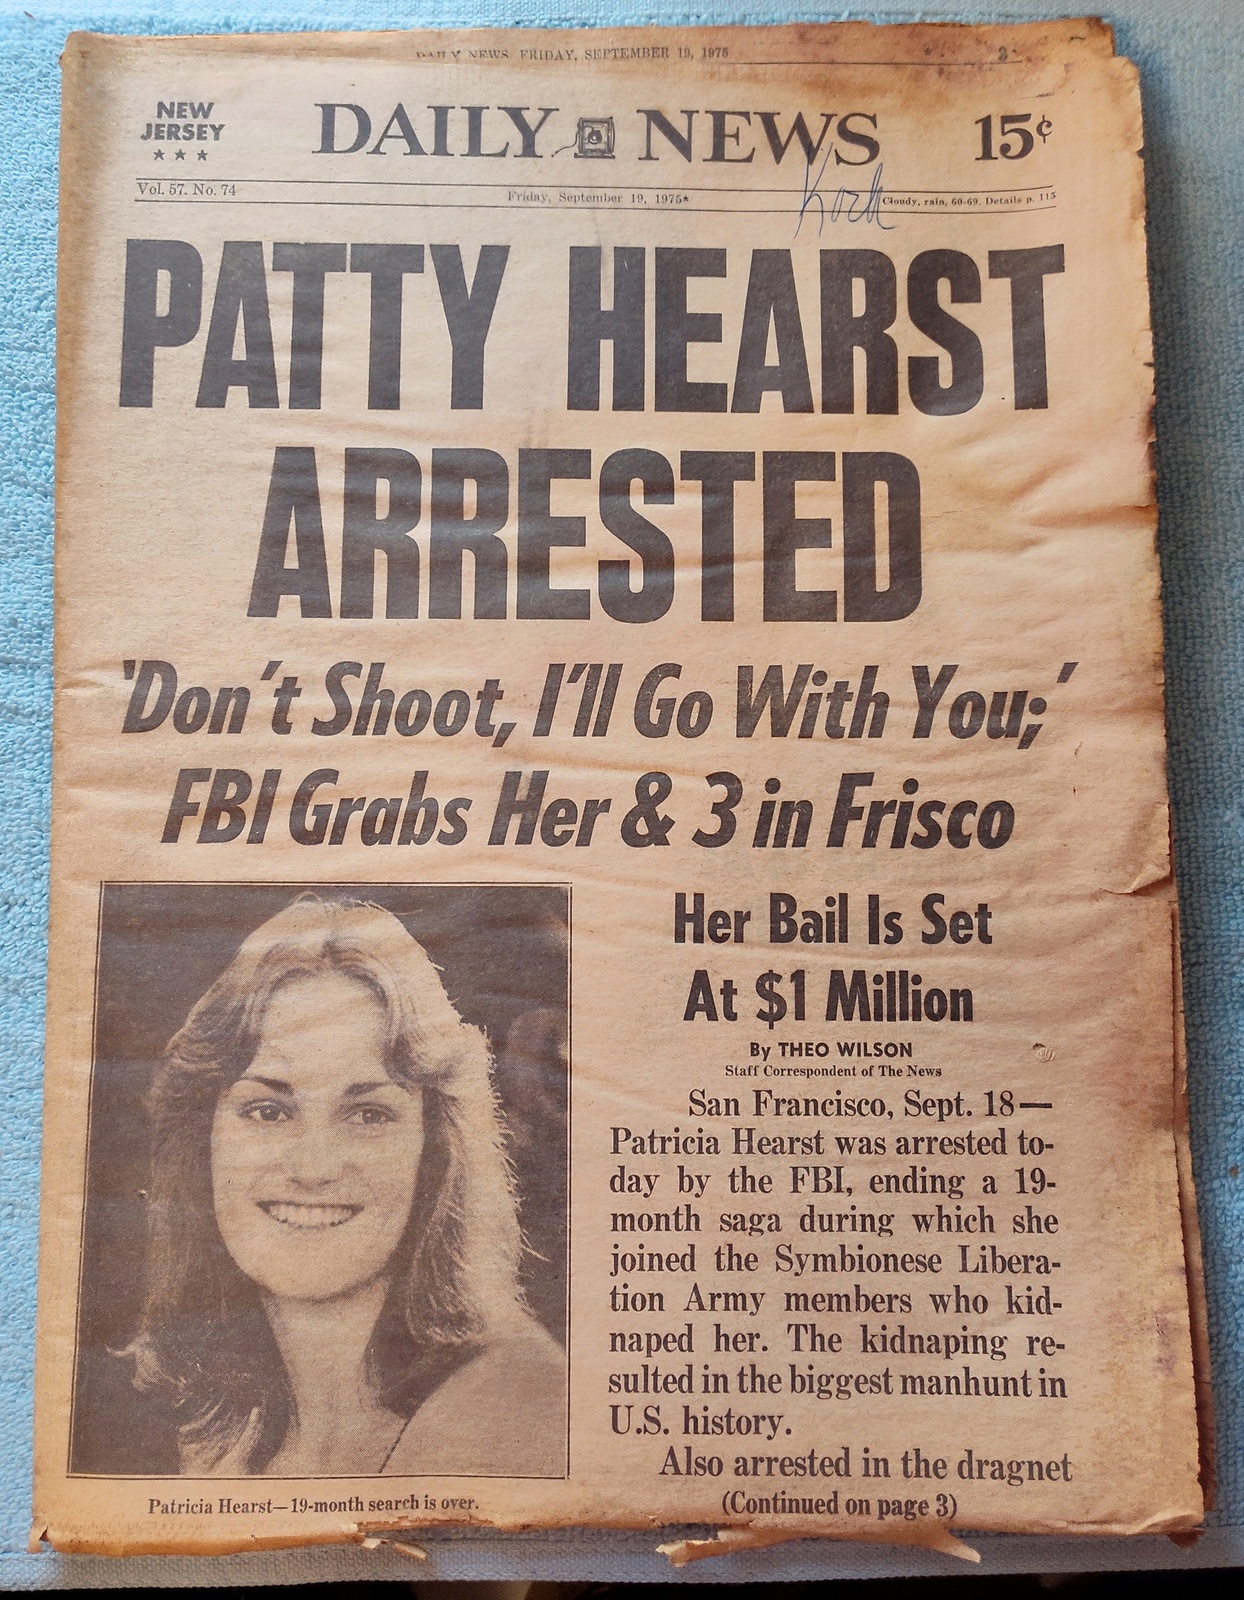 DAILY NEWS, FRIDAY, SEPTEMBER 19, 1975
3
NEW
JERSEY
★ ★ ★
DAILY NEWS
15¢
Vol. 57. No. 74
Friday, September 19, 1975★
Koch
Cloudy, rain, 60-69. Details p. 115
PATTY HEARST
ARRESTED
'Don't Shoot, I'll Go With You;'
FBI Grabs Her & 3 in Frisco
Her Bail Is Set
At $1 Million
By THEO WILSON
Staff Correspondent of The News
San Francisco, Sept. 18—
Patricia Hearst was arrested to-
day by the FBI, ending a 19-
month saga during which she
joined the Symbionese Libera-
tion Army members who kid-
naped her. The kidnaping re-
sulted in the biggest manhunt in
U.S. history.
Also arrested in the dragnet
(Continued on page 3)
Patricia Hearst—19-month search is over.